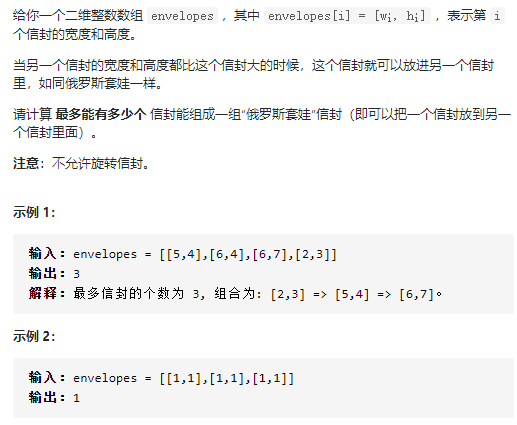 给你一个二维整数数组 envelopes ，其中 envelopes[i] = [wi, hi] ，表示第 i
个信封的宽度和高度。
当另一个信封的宽度和高度都比这个信封大的时候，这个信封就可以放进另一个信封
里，如同俄罗斯套娃一样。
请计算 最多能有多少个 信封能组成一组“俄罗斯套娃”信封（即可以把一个信封放到另一
个信封里面）。
注意：不允许旋转信封。
示例 1：
输入：envelopes = [[5,4],[6,4],[6,7],[2,3]]
输出：3
解释：最多信封的个数为 3, 组合为: [2,3] => [5,4] => [6,7]。
示例 2：
输入：envelopes = [[1,1],[1,1],[1,1]]
输出：1